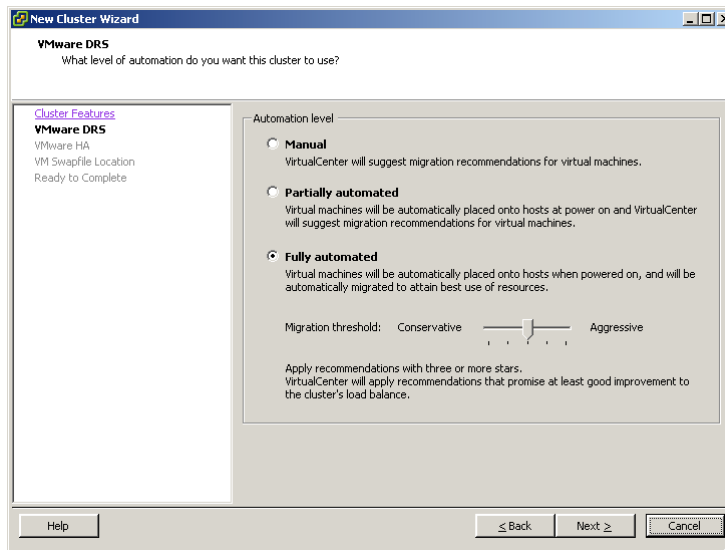 New Cluster Wizard
VMware DRS
What level of automation do you want this cluster to use?
Cluster Features
VMware DRS
VMware HA
VM Swapfile Location
Ready to Complete
Automation level
Manual
VirtualCenter will suggest migration recommendations for virtual machines.
Partially automated
Virtual machines will be automatically placed onto hosts at power on and VirtualCenter
will suggest migration recommendations for virtual machines.
Fully automated
Virtual machines will be automatically placed onto hosts when powered on, and will be
automatically migrated to attain best use of resources.
Migration threshold: Conservative Aggressive
Apply recommendations with three or more stars.
VirtualCenter will apply recommendations that promise at least good improvement to
the cluster's load balance.
Help < Back Next > Cancel